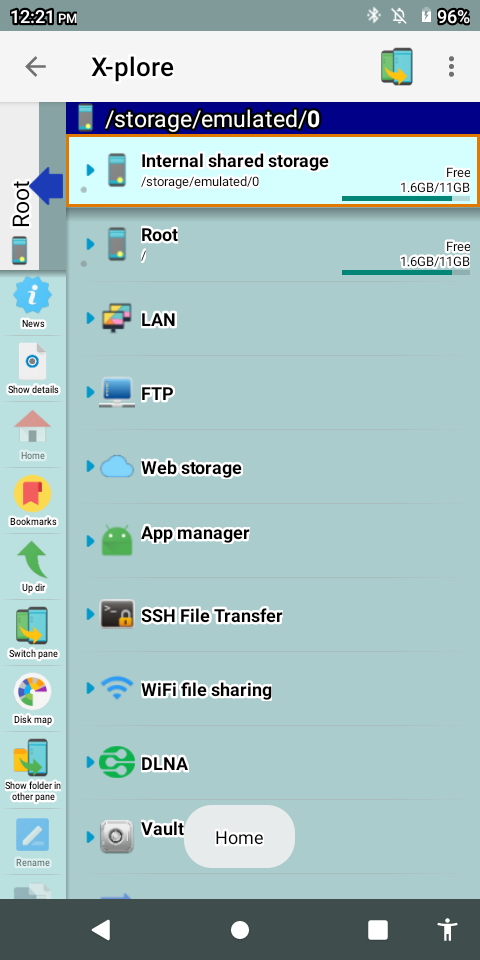 12:21 PM
96%
X-plore
/storage/emulated/0
Root
Internal shared storage
/storage/emulated/0
Free
1.6GB/11GB
Root
/
Free
1.6GB/11GB
LAN
FTP
Web storage
App manager
SSH File Transfer
WiFi file sharing
DLNA
Vault
Home
News
Show details
Home
Bookmarks
Up dir
Switch pane
Disk map
Show folder in
other pane
Rename